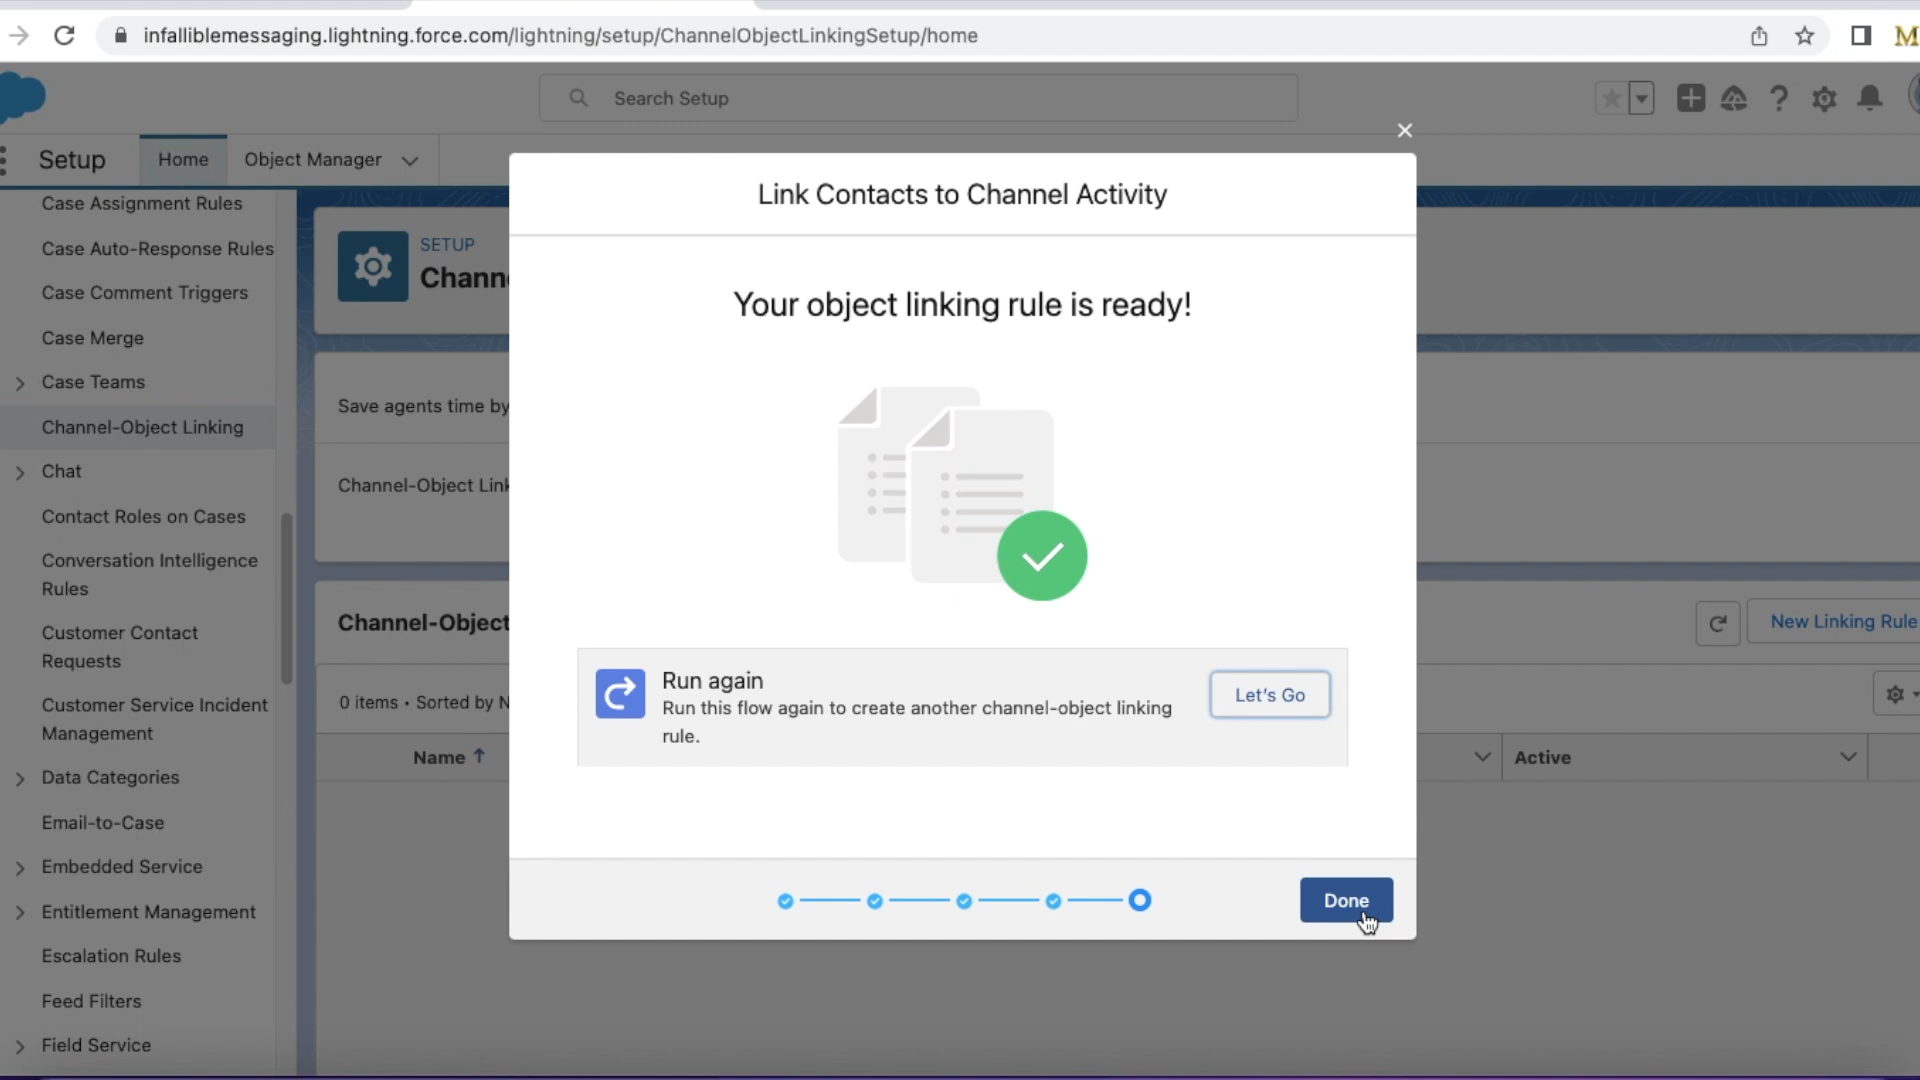 infalliblemessaging.lightning.force.com/lightning/setup/ChannelObjectLinkingSetup/home
M
Search Setup
Setup
Home
Object Manager
Case Assignment Rules
Case Auto-Response Rules
Case Comment Triggers
Case Merge
Case Teams
Channel-Object Linking
Chat
Contact Roles on Cases
Conversation Intelligence
Rules
Customer Contact
Requests
Customer Service Incident
Management
Data Categories
Email-to-Case
Embedded Service
Entitlement Management
Escalation Rules
Feed Filters
Field Service
SETUP
Chann
Save agents time by
Channel-Object Link
Channel-Object
New Linking Rule
0 items • Sorted by N
Name
Active
Link Contacts to Channel Activity
Your object linking rule is ready!
Run again
Run this flow again to create another channel-object linking
rule.
Let's Go
Done